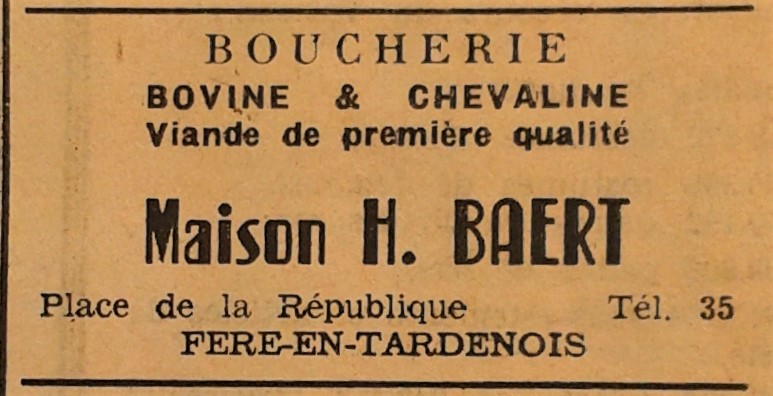 BOUCHERIE
BOVINE & CHEVALINE
Viande de première qualité
Maison H. BAERT
Place de la République Tél. 35
FERE-EN-TARDENOIS